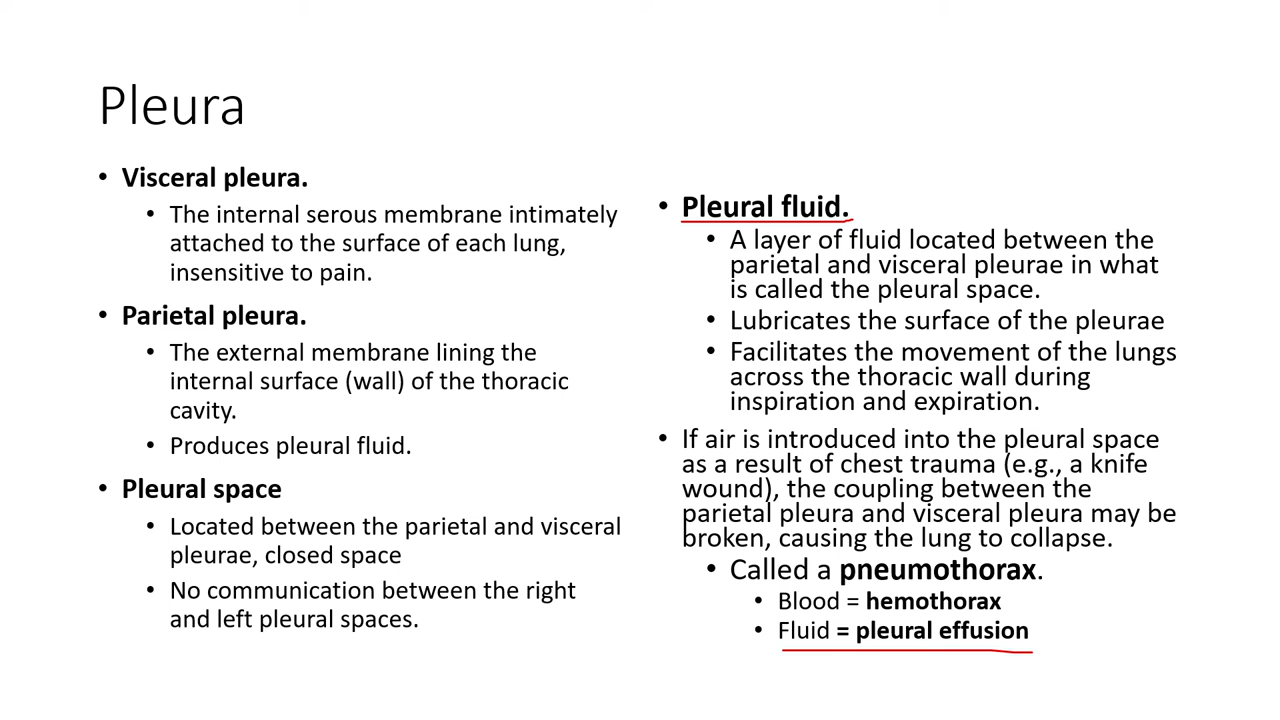 Pleura
• Visceral pleura.
• The internal serous membrane intimately
attached to the surface of each lung,
insensitive to pain.
• Parietal pleura.
• The external membrane lining the
internal surface (wall) of the thoracic
cavity.
• Produces pleural fluid.
• Pleural space
• Located between the parietal and visceral
pleurae, closed space
• No communication between the right
and left pleural spaces.
• Pleural fluid.
• A layer of fluid located between the
parietal and visceral pleurae in what
is called the pleural space.
• Lubricates the surface of the pleurae
• Facilitates the movement of the lungs
across the thoracic wall during
inspiration and expiration.
• If air is introduced into the pleural space
as a result of chest trauma (e.g., a knife
wound), the coupling between the
parietal pleura and visceral pleura may be
broken, causing the lung to collapse.
• Called a pneumothorax.
• Blood = hemothorax
• Fluid = pleural effusion